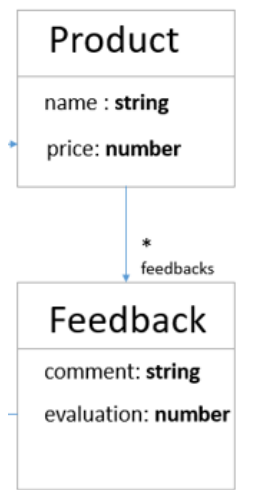 Product
name : string
price: number
*
feedbacks
Feedback
comment: string
evaluation: number